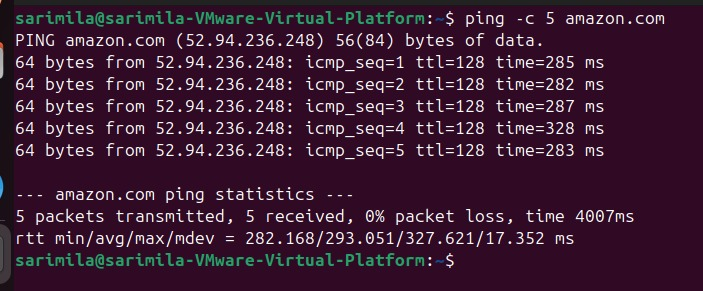 sarimila@sarimila-VMware-Virtual-Platform:~$ ping -c 5 amazon.com
PING amazon.com (52.94.236.248) 56(84) bytes of data.
64 bytes from 52.94.236.248: icmp_seq=1 ttl=128 time=285 ms
64 bytes from 52.94.236.248: icmp_seq=2 ttl=128 time=282 ms
64 bytes from 52.94.236.248: icmp_seq=3 ttl=128 time=287 ms
64 bytes from 52.94.236.248: icmp_seq=4 ttl=128 time=328 ms
64 bytes from 52.94.236.248: icmp_seq=5 ttl=128 time=283 ms

--- amazon.com ping statistics ---
5 packets transmitted, 5 received, 0% packet loss, time 4007ms
rtt min/avg/max/mdev = 282.168/293.051/327.621/17.352 ms
sarimila@sarimila-VMware-Virtual-Platform:~$